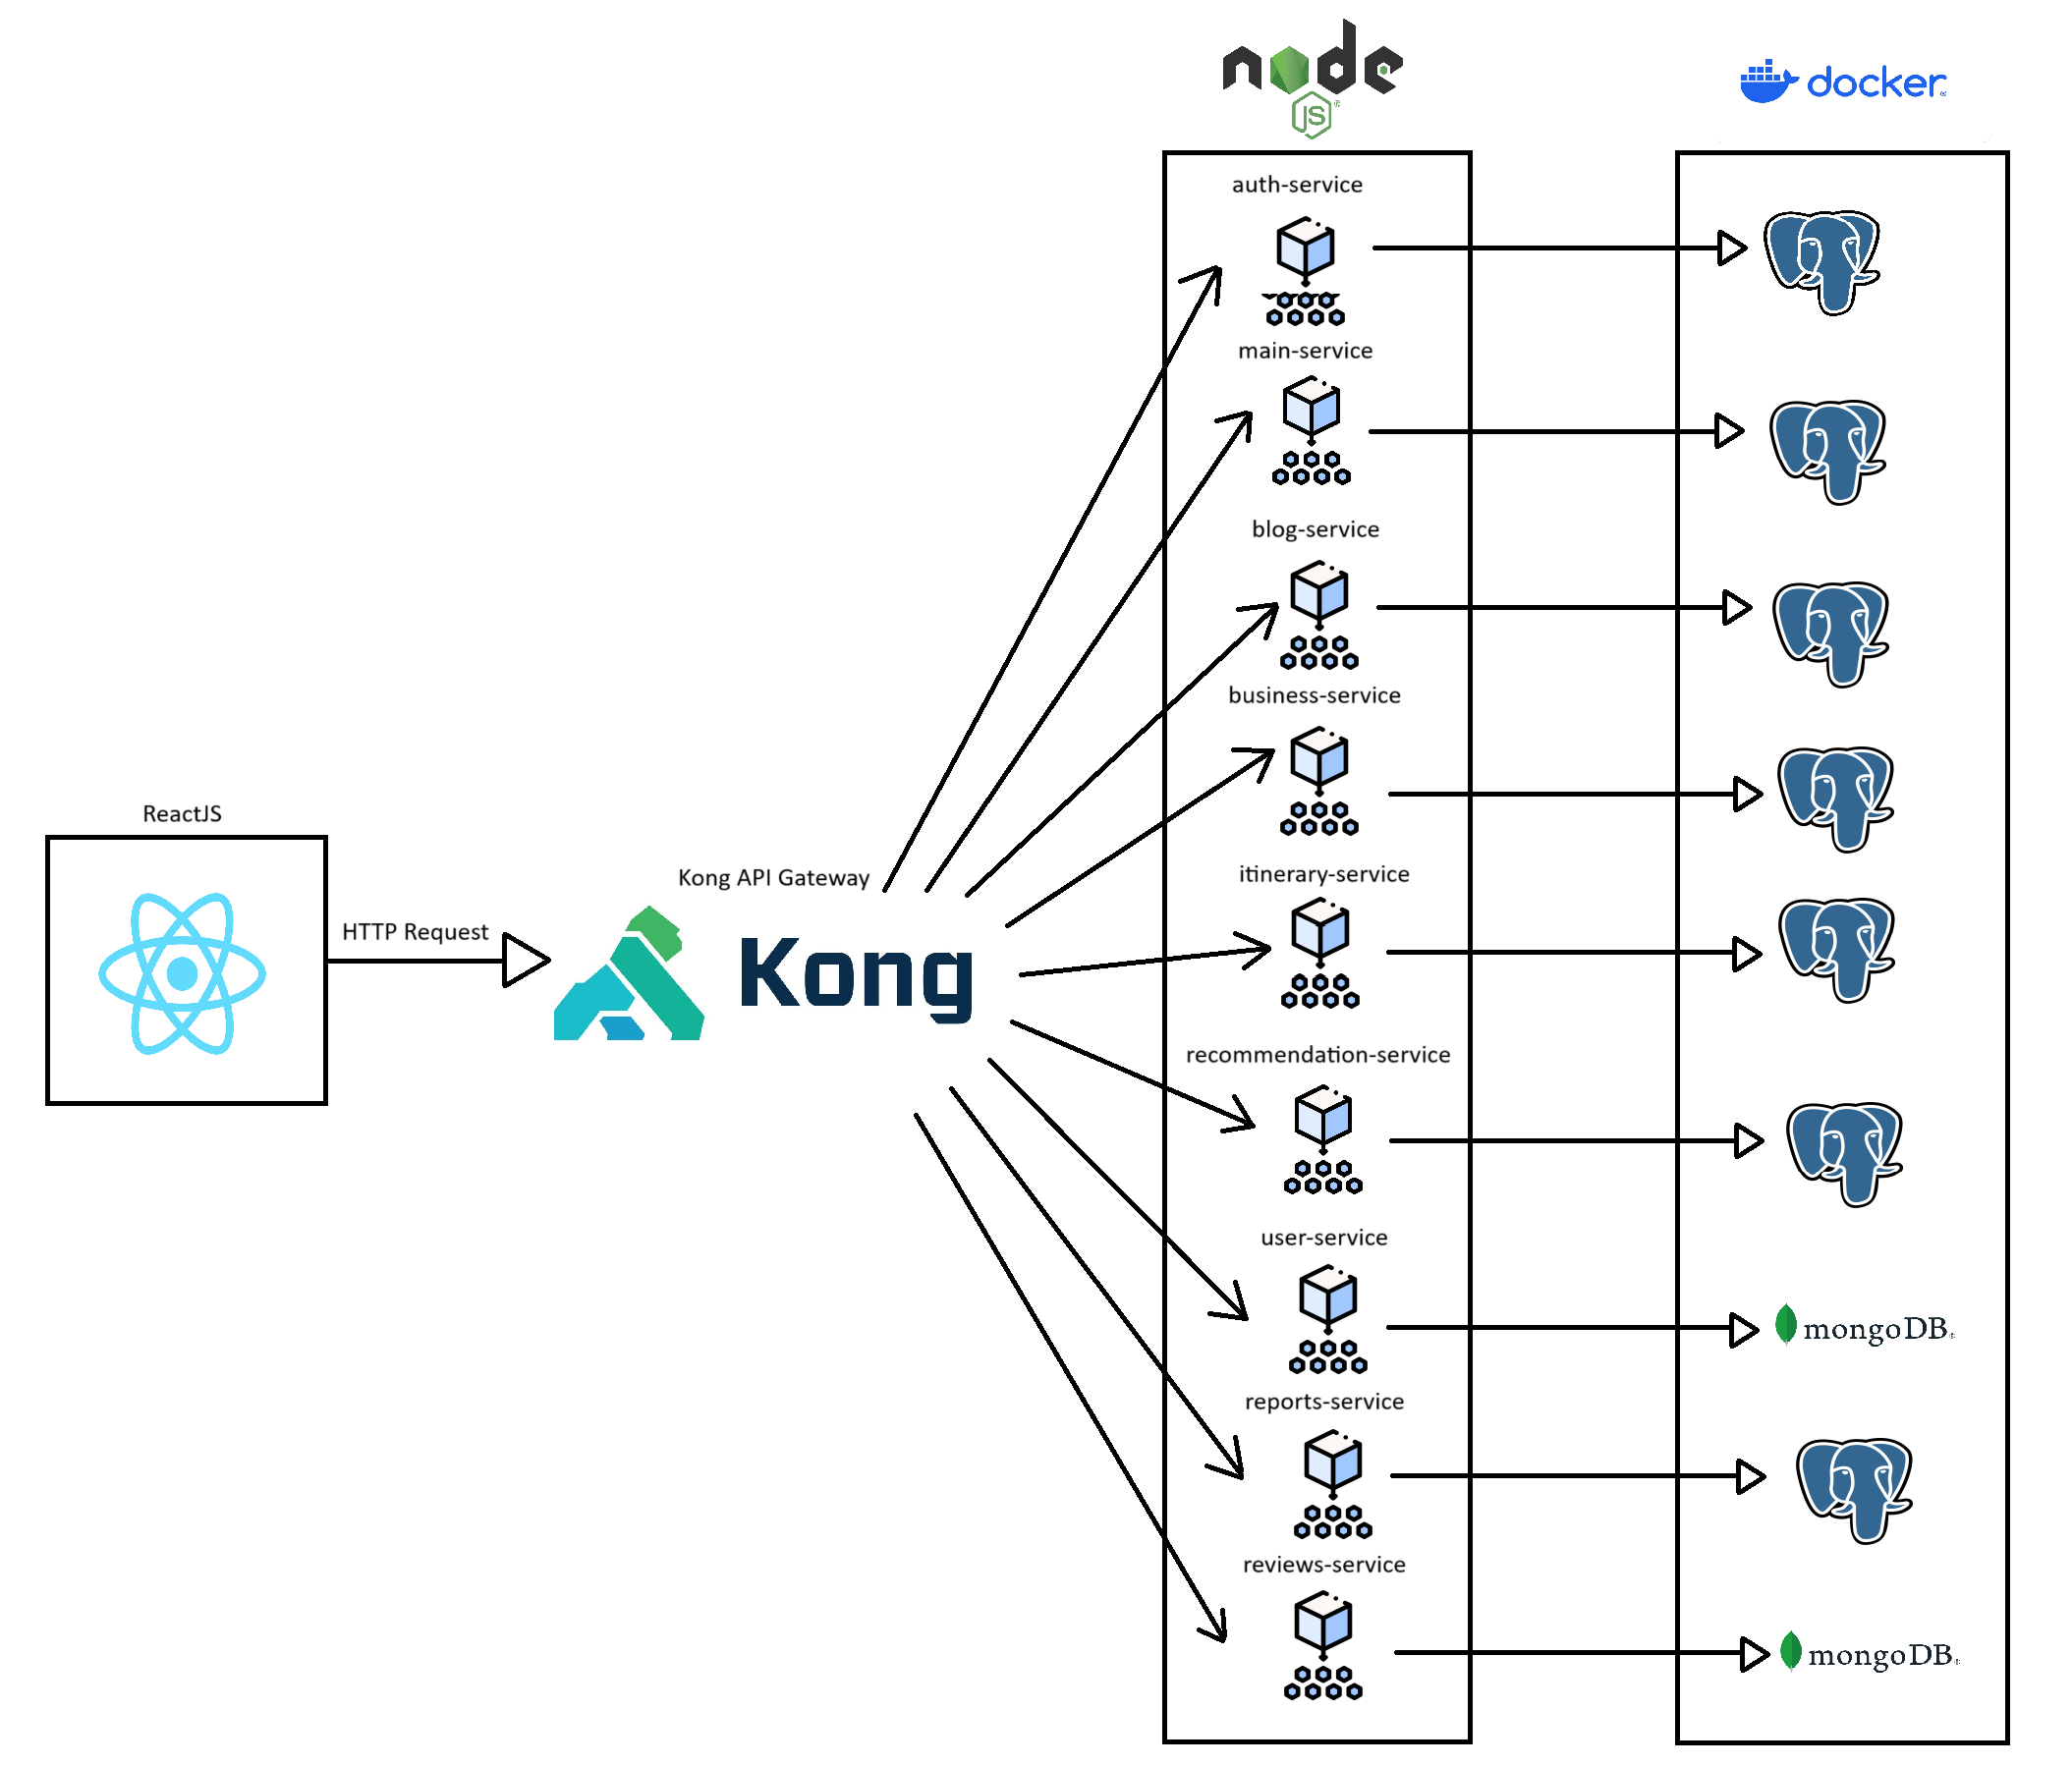 node
JS
docker
auth-service
main-service
blog-service
business-service
ReactJS
HTTP Request
Kong API Gateway
Kong
itinerary-service
recommendation-service
user-service
mongoDB
reports-service
reviews-service
mongoDB